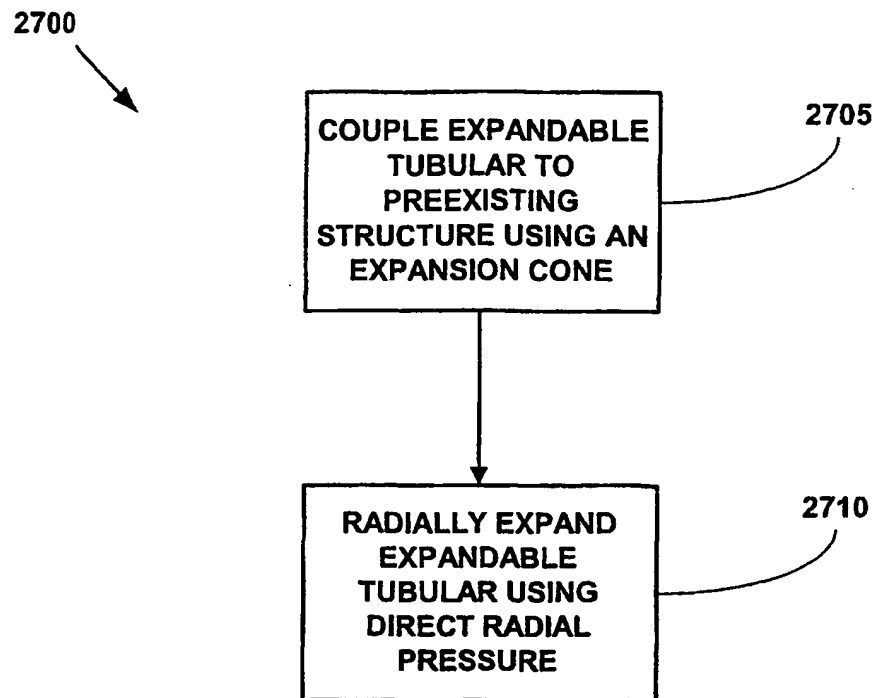 2700
COUPLE EXPANDABLE
TUBULAR TO
PREEXISTING
STRUCTURE USING AN
EXPANSION CONE
2705
RADIALLY EXPAND
EXPANDABLE
TUBULAR USING
DIRECT RADIAL
PRESSURE
2710